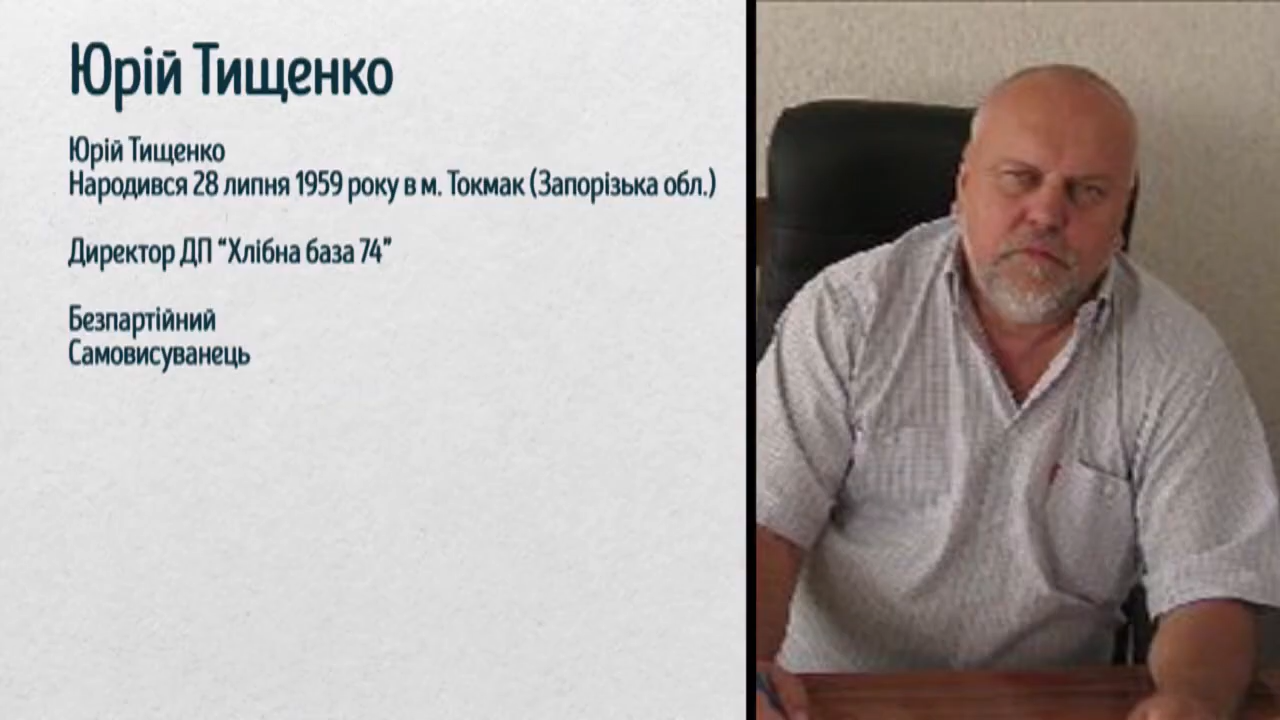 Юрій Тищенко
Юрій Тищенко
Народився 28 липня 1959 року в м. Токмак (Запорізька обл.)
Директор ДП “Хлібна база 74”
Безпартійний
Самовисуванець